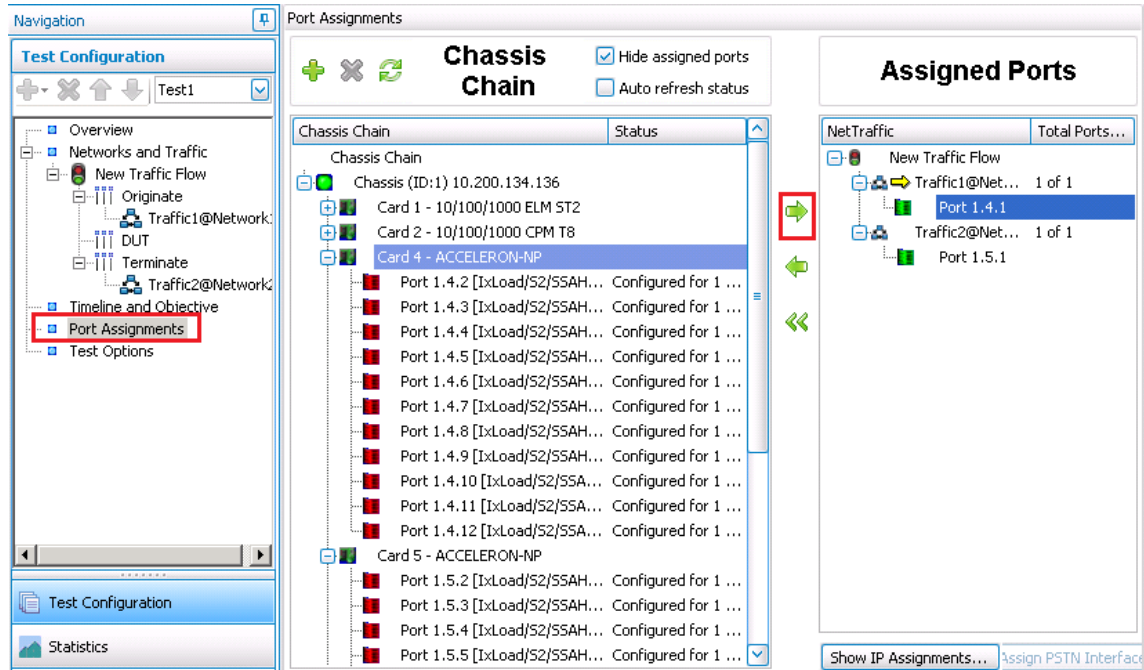 Navigation
Test Configuration
Test1
Overview
Networks and Traffic
New Traffic Flow
Originate
Traffic1@Network
DUT
Terminate
Traffic2@Network2
Timeline and Objective
Port Assignments
Test Options
Test Configuration
Statistics
Port Assignments
Chassis Chain
Hide assigned ports
Auto refresh status
Chassis Chain Status
Chassis Chain
Chassis (ID:1) 10.200.134.136
Card 1 - 10/100/1000 ELM ST2
Card 2 - 10/100/1000 CPM T8
Card 4 - ACCELERON-NP
Port 1.4.2 [IxLoad/S2/SSAH... Configured for 1 ...
Port 1.4.3 [IxLoad/S2/SSAH... Configured for 1 ...
Port 1.4.4 [IxLoad/S2/SSAH... Configured for 1 ...
Port 1.4.5 [IxLoad/S2/SSAH... Configured for 1 ...
Port 1.4.6 [IxLoad/S2/SSAH... Configured for 1 ...
Port 1.4.7 [IxLoad/S2/SSAH... Configured for 1 ...
Port 1.4.8 [IxLoad/S2/SSAH... Configured for 1 ...
Port 1.4.9 [IxLoad/S2/SSAH... Configured for 1 ...
Port 1.4.10 [IxLoad/S2/SSA... Configured for 1 ...
Port 1.4.11 [IxLoad/S2/SSA... Configured for 1 ...
Port 1.4.12 [IxLoad/S2/SSA... Configured for 1 ...
Card 5 - ACCELERON-NP
Port 1.5.2 [IxLoad/S2/SSAH... Configured for 1 ...
Port 1.5.3 [IxLoad/S2/SSAH... Configured for 1 ...
Port 1.5.4 [IxLoad/S2/SSAH... Configured for 1 ...
Port 1.5.5 [IxLoad/S2/SSAH... Configured for 1 ...
Assigned Ports
NetTraffic Total Ports...
New Traffic Flow
Traffic1@Net... 1 of 1
Port 1.4.1
Traffic2@Net... 1 of 1
Port 1.5.1
Show IP Assignments... Assign PSTN Interfac